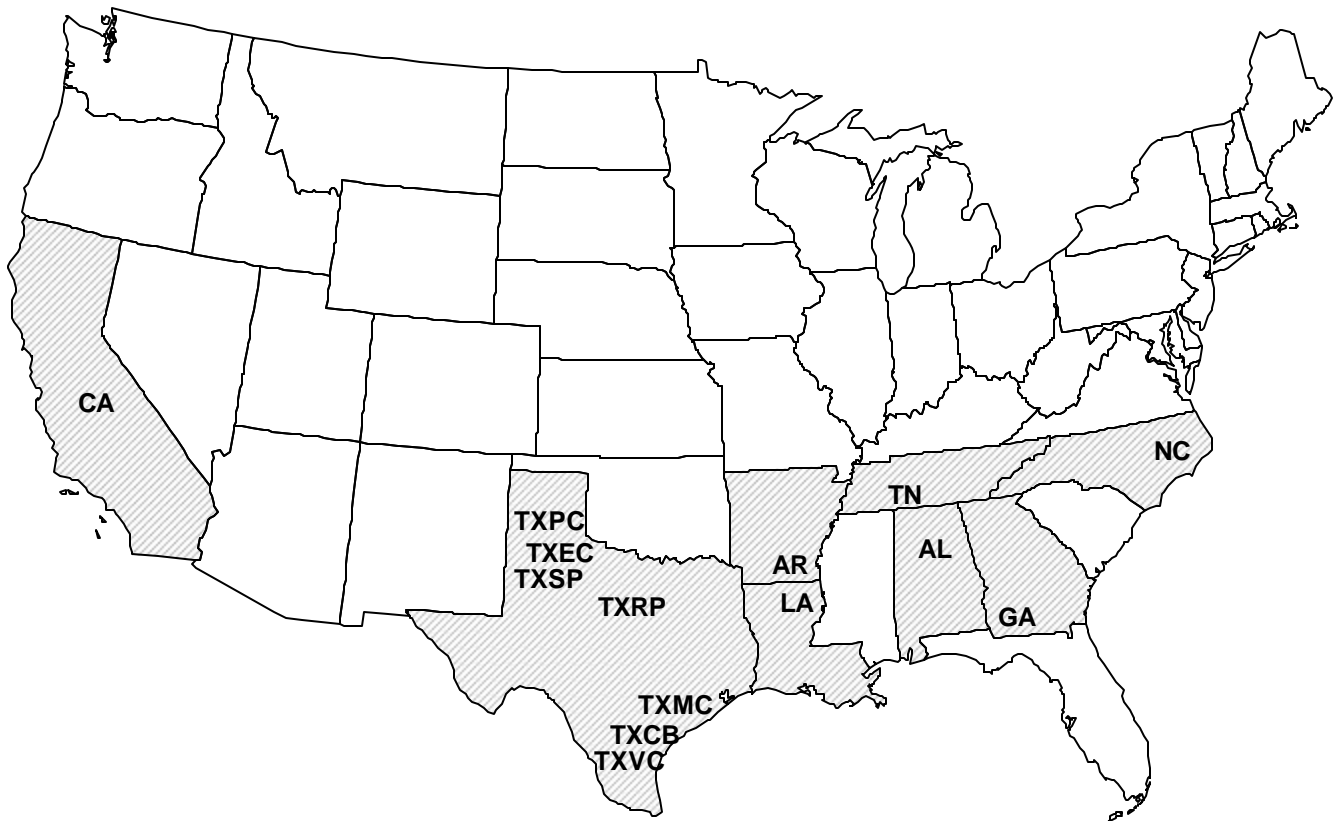 CA
NC
TN
TXPC
AL
TXEC
AR
TXSP
LA
TXRP
GA
TXMC
TXCB
TXVC